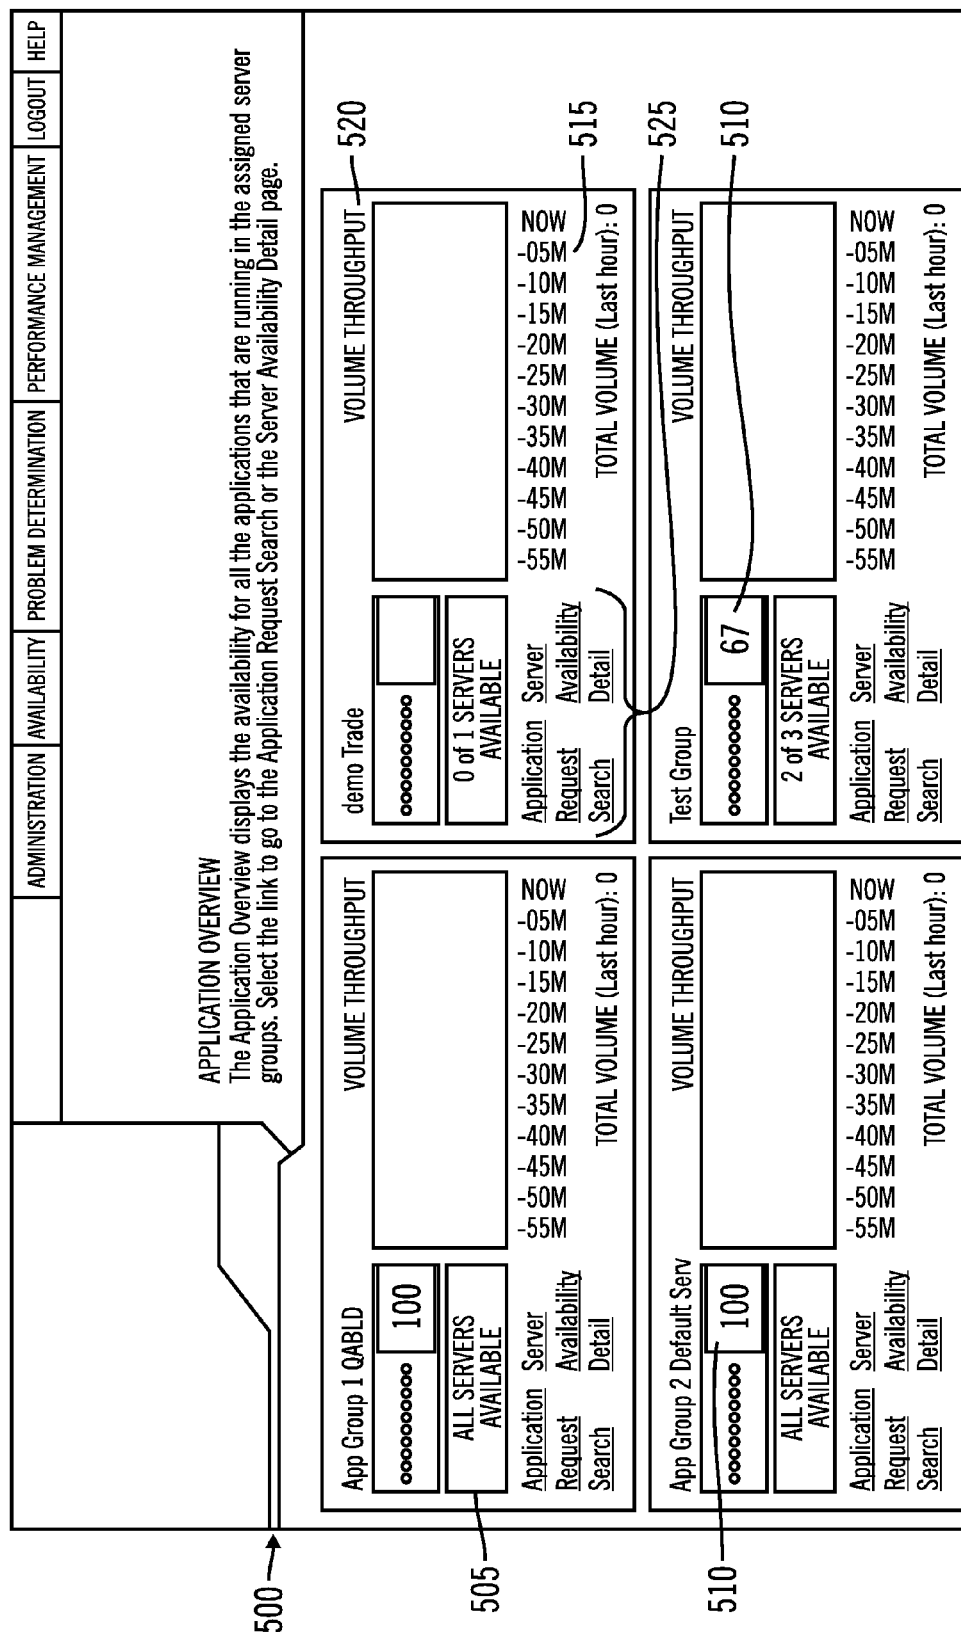 ADMINISTRATION AVAILABILITY PROBLEM DETERMINATION PERFORMANCE MANAGEMENT LOGOUT HELP
APPLICATION OVERVIEW
The Application Overview displays the availability for all the applications that are running in the assigned server
groups. Select the link to go to the Application Request Search or the Server Availability Detail page.
500
App Group 1 QABLD
VOLUME THROUGHPUT
100
ALL SERVERS
AVAILABLE
505
Application Server
Request Availability
Search Detail
-55M -50M -45M -40M -35M -30M -25M -20M -15M -10M -05M NOW
TOTAL VOLUME (Last hour): 0
demo Trade
VOLUME THROUGHPUT
520
0 of 1 SERVERS
AVAILABLE
Application Server
Request Availability
Search Detail
-55M -50M -45M -40M -35M -30M -25M -20M -15M -10M -05M NOW
515
TOTAL VOLUME (Last hour): 0
525
App Group 2 Default Serv
VOLUME THROUGHPUT
100
510
ALL SERVERS
AVAILABLE
Application Server
Request Availability
Search Detail
-55M -50M -45M -40M -35M -30M -25M -20M -15M -10M -05M NOW
TOTAL VOLUME (Last hour): 0
Test Group
VOLUME THROUGHPUT
67
510
2 of 3 SERVERS
AVAILABLE
Application Server
Request Availability
Search Detail
-55M -50M -45M -40M -35M -30M -25M -20M -15M -10M -05M NOW
TOTAL VOLUME (Last hour): 0